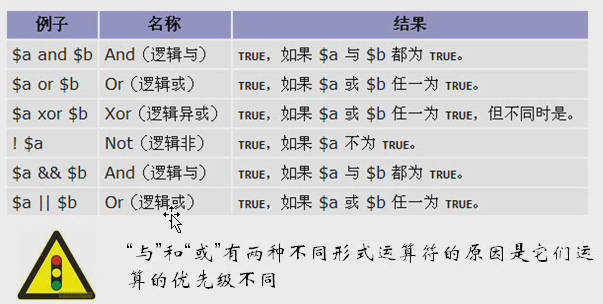 例子 名称 结果
$a and $b And（逻辑与） TRUE，如果 $a 与 $b 都为 TRUE。
$a or $b Or（逻辑或） TRUE，如果 $a 或 $b 任一为 TRUE。
$a xor $b Xor（逻辑异或） TRUE，如果 $a 或 $b 任一为 TRUE，但不同时是。
! $a Not（逻辑非） TRUE，如果 $a 不为 TRUE。
$a && $b And（逻辑与） TRUE，如果 $a 与 $b 都为 TRUE。
$a || $b Or（逻辑或） TRUE，如果 $a 或 $b 任一为 TRUE。
“与”和“或”有两种不同形式运算符的原因是它们运
算的优先级不同